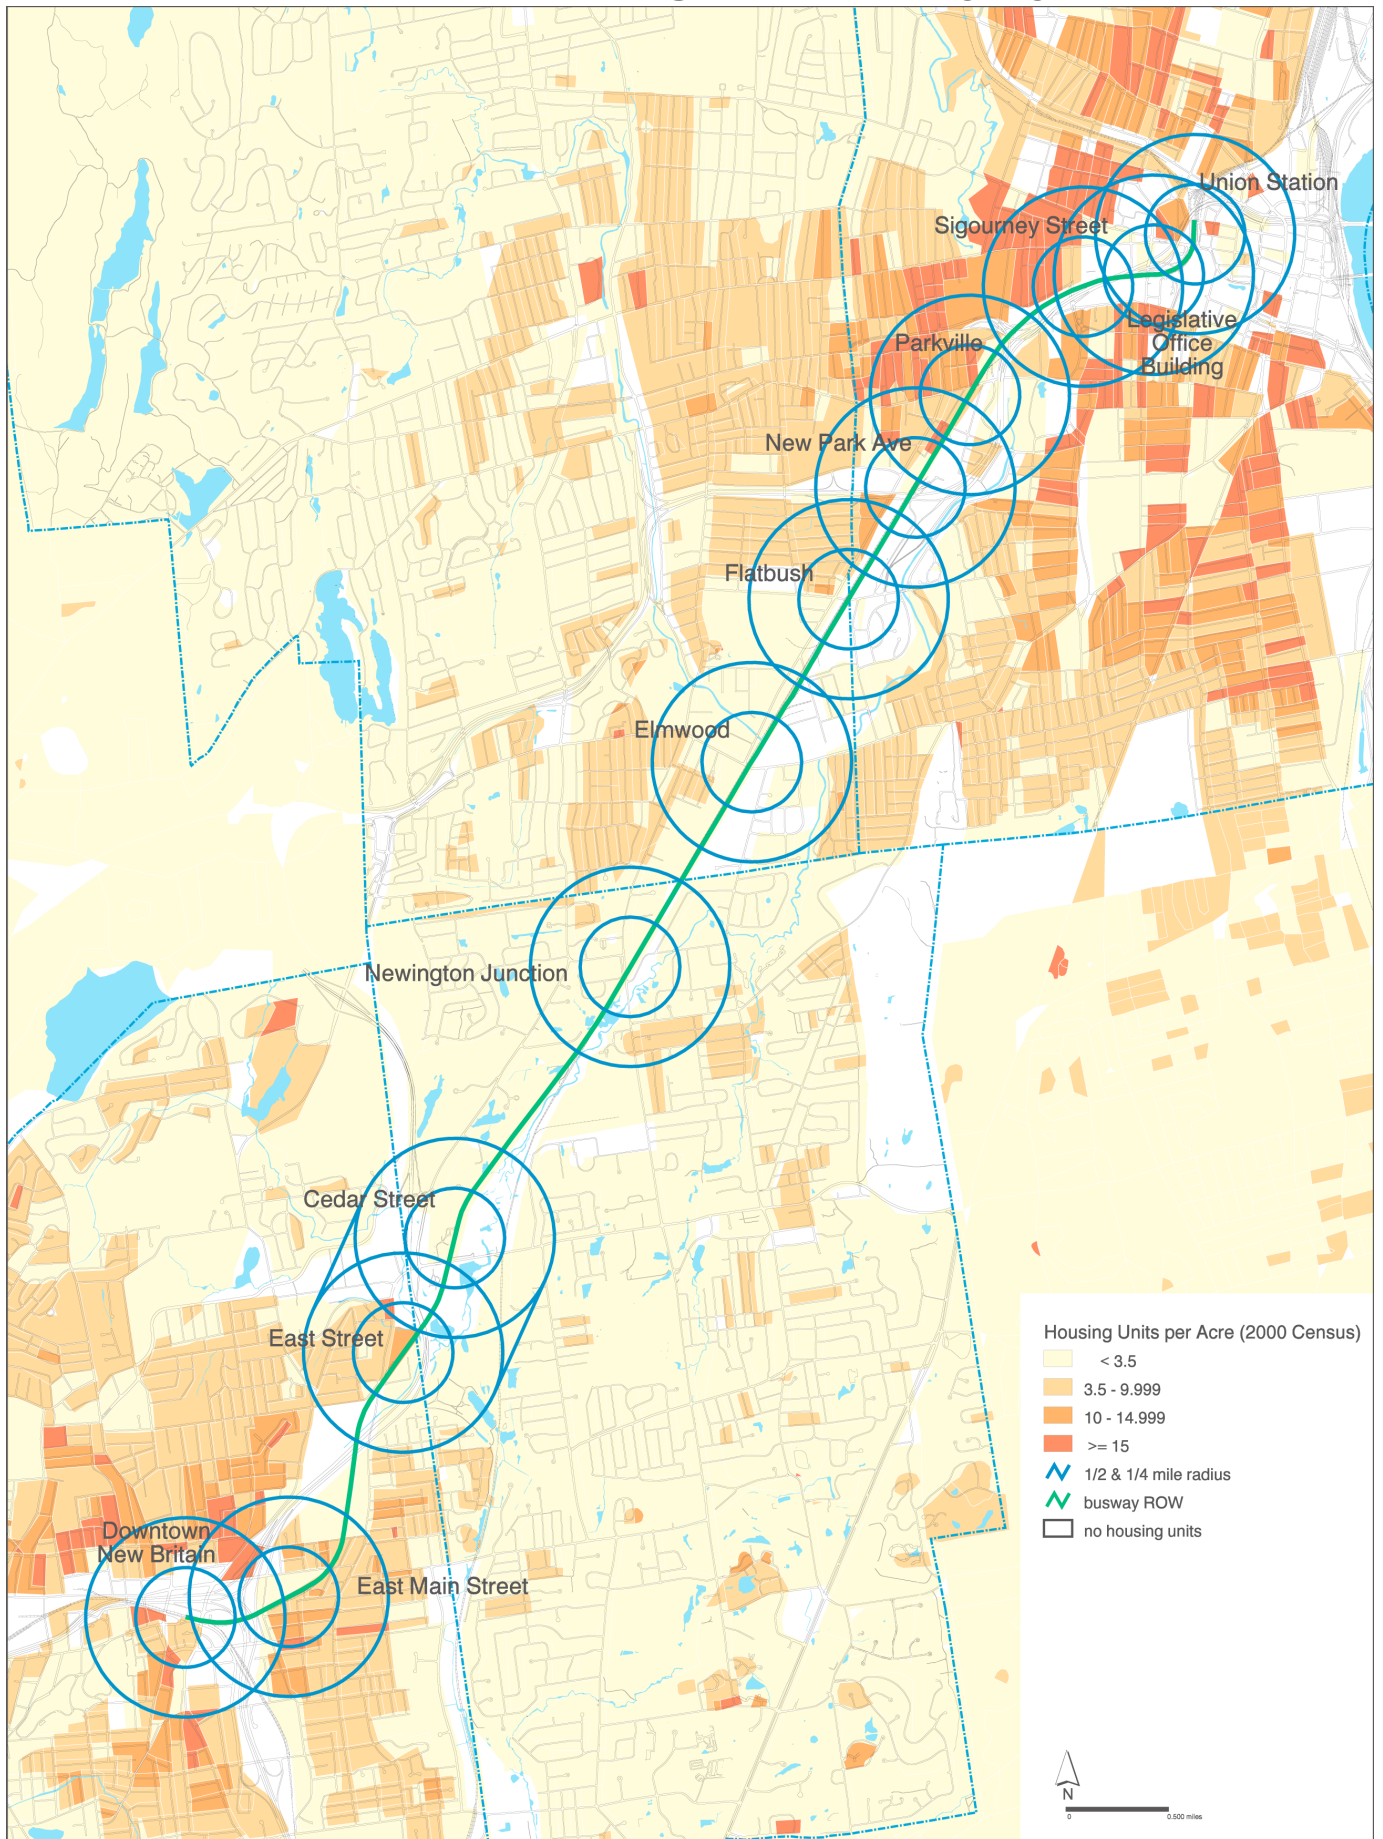 Union Station
Sigourney Street
Legislative
Office
Building
Parkville
New Park Ave
Flatbush
Elmwood
Newington Junction
Cedar Street
East Street
Downtown
New Britain
East Main Street
Housing Units per Acre (2000 Census)
< 3.5
3.5 - 9.999
10 - 14.999
>= 15
1/2 & 1/4 mile radius
busway ROW
no housing units
N
0
0.500 miles